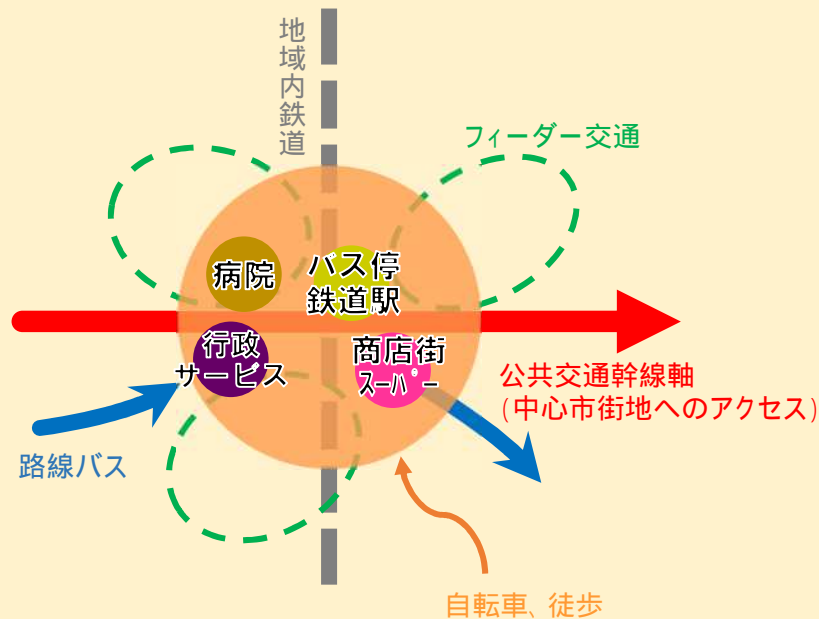 地域内鉄道
フィーダー交通
病院
バス停
鉄道駅
行政
サービス
商店街
スーパー
公共交通幹線軸
(中心市街地へのアクセス)
路線バス
自転車、徒歩